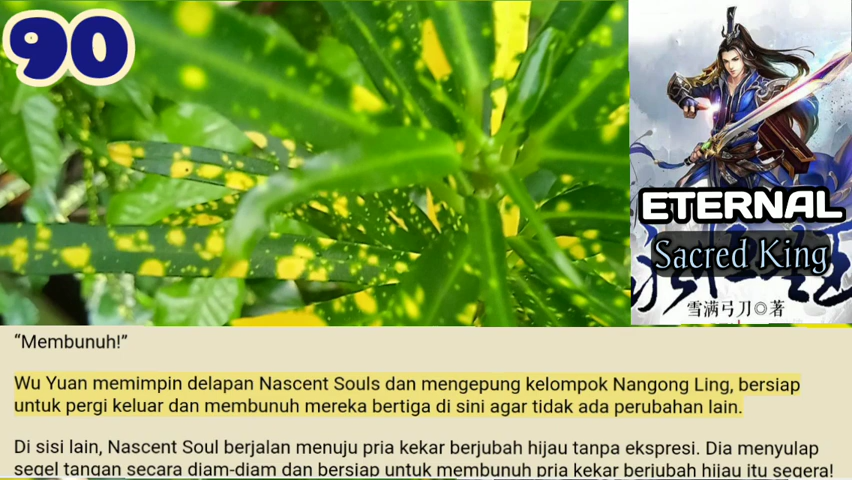 90
ETERNAL
Sacred King
雪满弓刀◎著
“Membunuh!”
Wu Yuan memimpin delapan Nascent Souls dan mengepung kelompok Nangong Ling, bersiap
untuk pergi keluar dan membunuh mereka bertiga di sini agar tidak ada perubahan lain.
Di sisi lain, Nascent Soul berjalan menuju pria kekar berjubah hijau tanpa ekspresi. Dia menyulap
segel tangan secara diam-diam dan bersiap untuk membunuh pria kekar berjubah hijau itu segera!